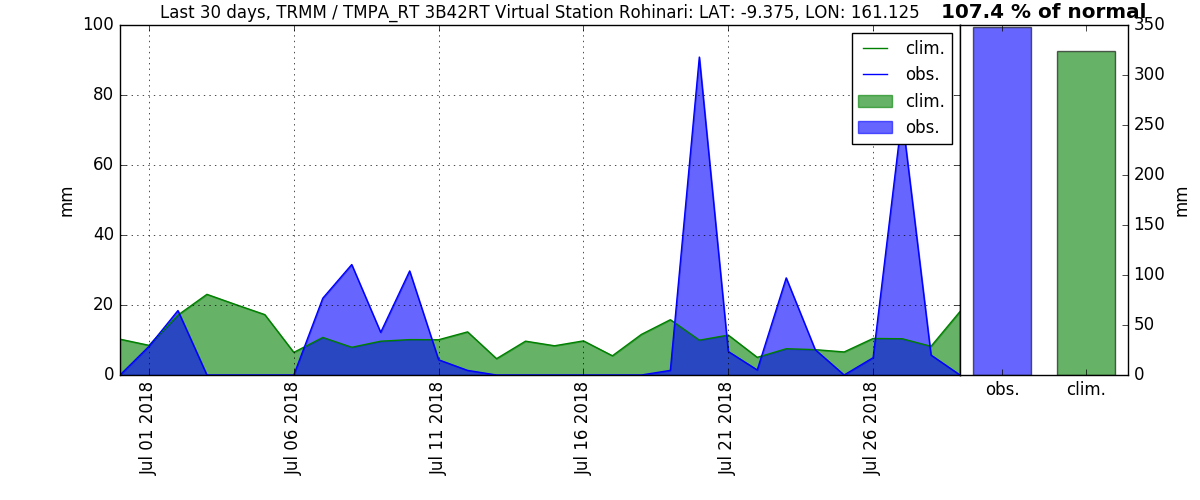 Last 30 days, TRMM / TMPA_RT 3B42RT Virtual Station Rohinari: LAT: -9.375, LON: 161.125
107.4 % of normal
100
80
60
40
20
0
mm
clim.
obs.
clim.
obs.
350
300
250
200
150
100
50
0
mm
obs.
clim.
Jul 01 2018
Jul 06 2018
Jul 11 2018
Jul 16 2018
Jul 21 2018
Jul 26 2018